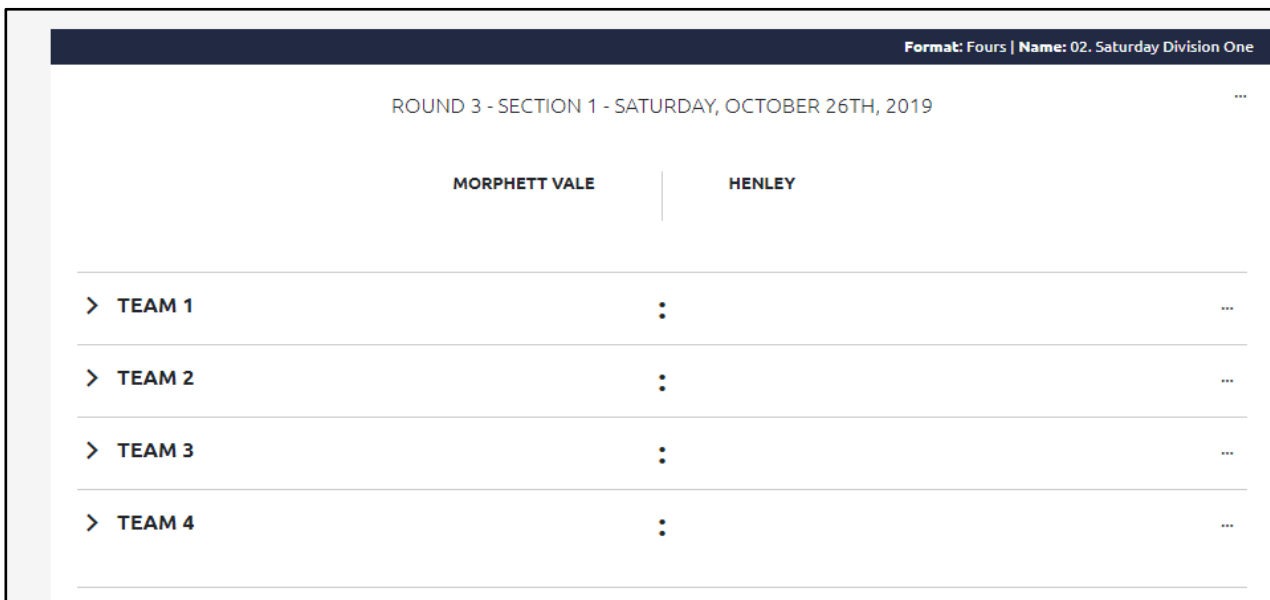 Format: Fours | Name: 02. Saturday Division One
ROUND 3 - SECTION 1 - SATURDAY, OCTOBER 26TH, 2019
...
MORPHETT VALE HENLEY
TEAM 1 : ...
TEAM 2 : ...
TEAM 3 : ...
TEAM 4 : ...